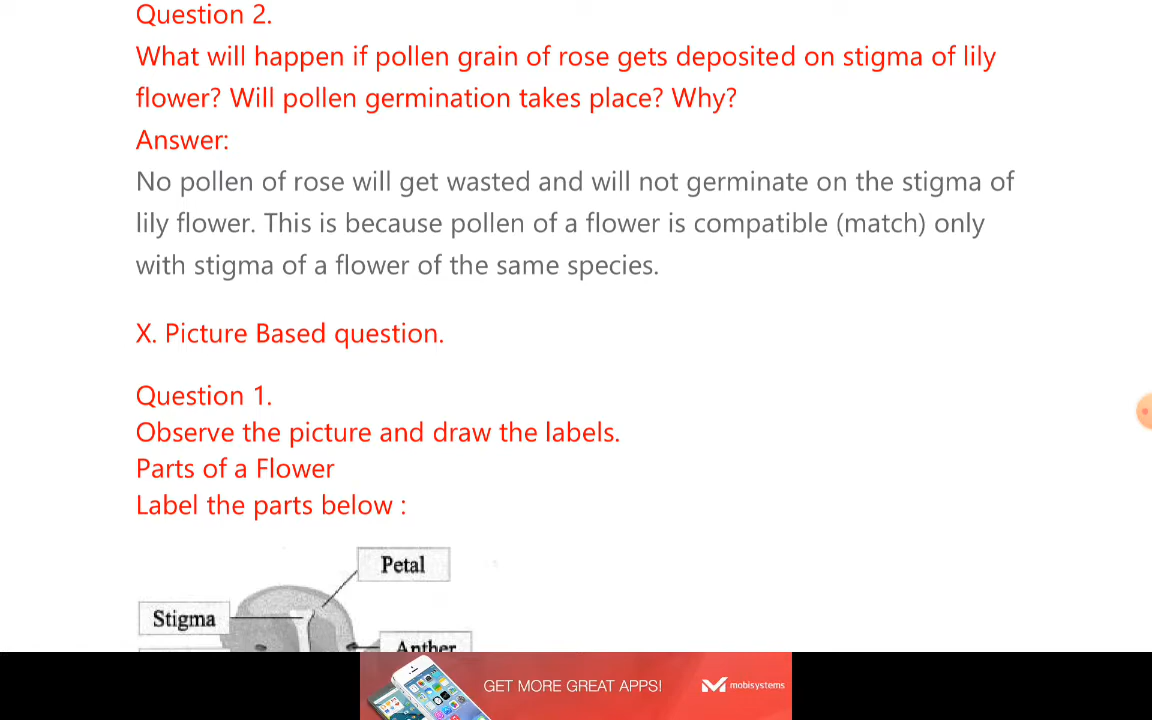 Question 2.
What will happen if pollen grain of rose gets deposited on stigma of lily
flower? Will pollen germination takes place? Why?
Answer:
No pollen of rose will get wasted and will not germinate on the stigma of
lily flower. This is because pollen of a flower is compatible (match) only
with stigma of a flower of the same species.
X. Picture Based question.
Question 1.
Observe the picture and draw the labels.
Parts of a Flower
Label the parts below :
Petal
Stigma
Anther
GET MORE GREAT APPS!
mobisystems